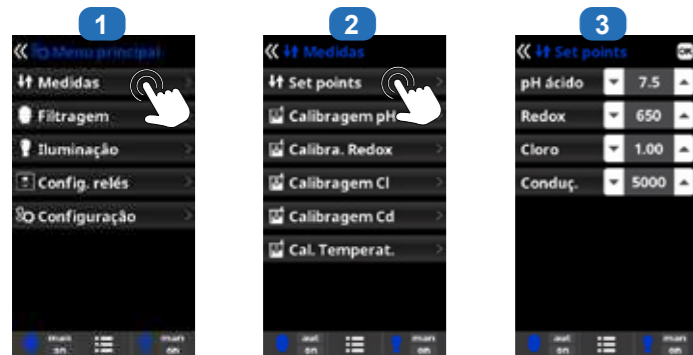 1
Menu principal
Medidas
Filtragem
Iluminação
Config. relés
Configuração
man on
man on
2
Medidas
Set points
Calibragem pH
Calibra. Redox
Calibragem Cl
Calibragem Cd
Cal. Temperat.
aut on
man on
3
Set points OK
pH ácido 7.5
Redox 650
Cloro 1.00
Conduç. 5000
aut on
man on